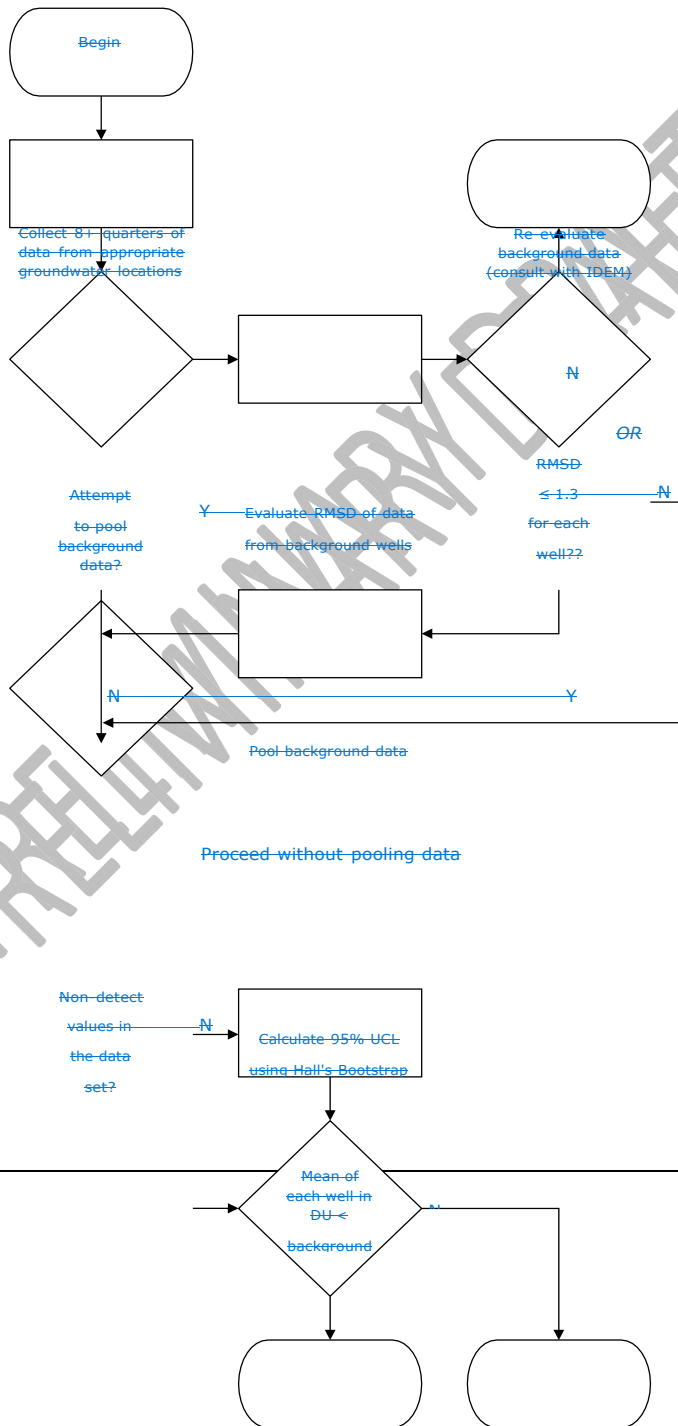 Begin
Collect 8+ quarters of
data from appropriate
groundwater locations
Re-evaluate
background data
(consult with IDEM)
N
OR
RMSD
≤ 1.3
N
for each
well??
Attempt
to pool
background
data?
Y
Evaluate RMSD of data
from background wells
N
Y
Pool background data
Proceed without pooling data
Non-detect
values in
N
the data
set?
Calculate 95% UCL
using Hall's Bootstrap
Mean of
each well in
DU <
background
N
PRELIMINARY DRAFT